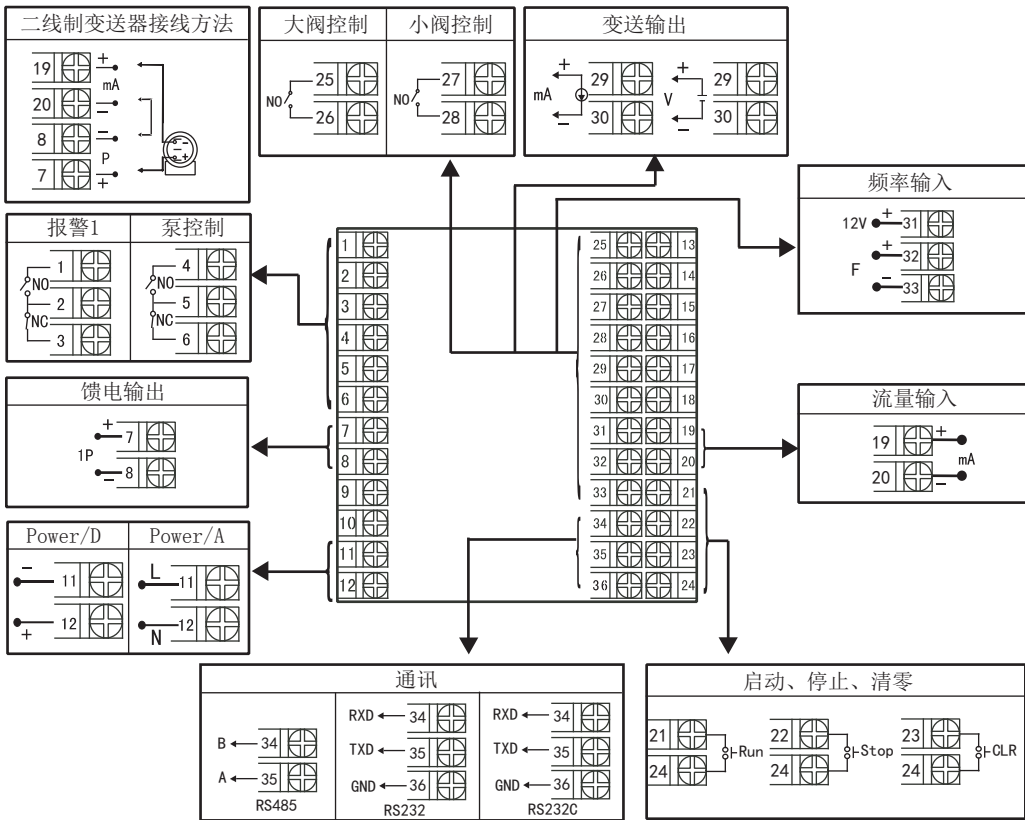 二线制变送器接线方法
19 + mA
20 −
8 − P
7 +
大阀控制 小阀控制
NO 25 26
NO 27 28
变送输出
+ mA − 29 30
+ V − 29 30
频率输入
12V + 31
F + 32
− 33
报警1 泵控制
1 NO 2 NC 3
4 NO 5 NC 6
馈电输出
1P + 7
− 8
Power/D Power/A
− 11
+ 12
L 11
N 12
1 25 13
2 26 14
3 27 15
4 28 16
5 29 17
6 30 18
7 31 19
8 32 20
9 33 21
10 34 22
11 35 23
12 36 24
流量输入
19 + mA
20 −
通讯
B 34
A 35
RS485
RXD 34
TXD 35
GND 36
RS232
RXD 34
TXD 35
GND 36
RS232C
启动、停止、清零
21 24 Run
22 24 Stop
23 24 CLR